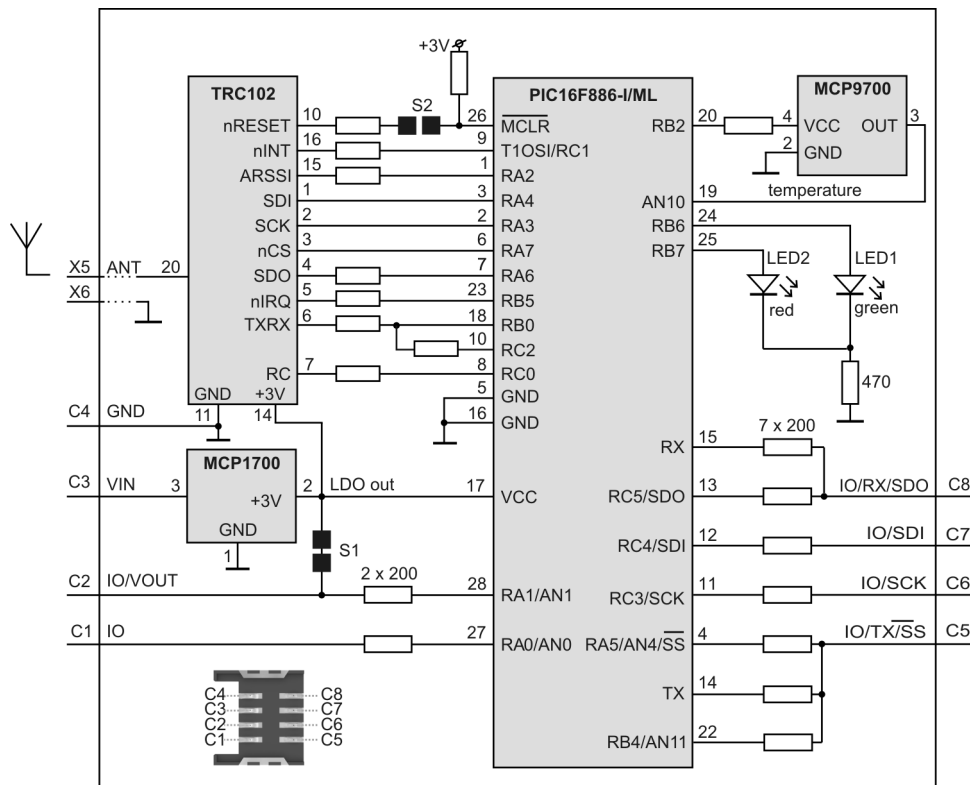 +3V
TRC102
PIC16F886-I/ML
MCP9700
nRESET 10 S2 26 MCLR
RB2 20 4 VCC OUT 3
nINT 16 9 T1OSI/RC1
2 GND
ARSSI 15 1 RA2
temperature
SDI 1 3 RA4
AN10 19
SCK 2 2 RA3
RB6 24
nCS 3 6 RA7
RB7 25
LED2 LED1
X5 ANT 20
SDO 4 7 RA6
X6
nIRQ 5 23 RB5
red green
TXRX 6 18 RB0
10 RC2
RC 7 8 RC0
470
GND +3V
5 GND
C4 GND 11 14
16 GND
7 x 200
RX 15
MCP1700
C3 VIN 3 +3V 2 LDO out 17 VCC
RC5/SDO 13 IO/RX/SDO C8
GND
1
S1
RC4/SDI 12 IO/SDI C7
2 x 200
C2 IO/VOUT 28 RA1/AN1
RC3/SCK 11 IO/SCK C6
C1 IO 27 RA0/AN0
RA5/AN4/SS 4 IO/TX/SS C5
TX 14
RB4/AN11 22
C4 C8
C3 C7
C2 C6
C1 C5